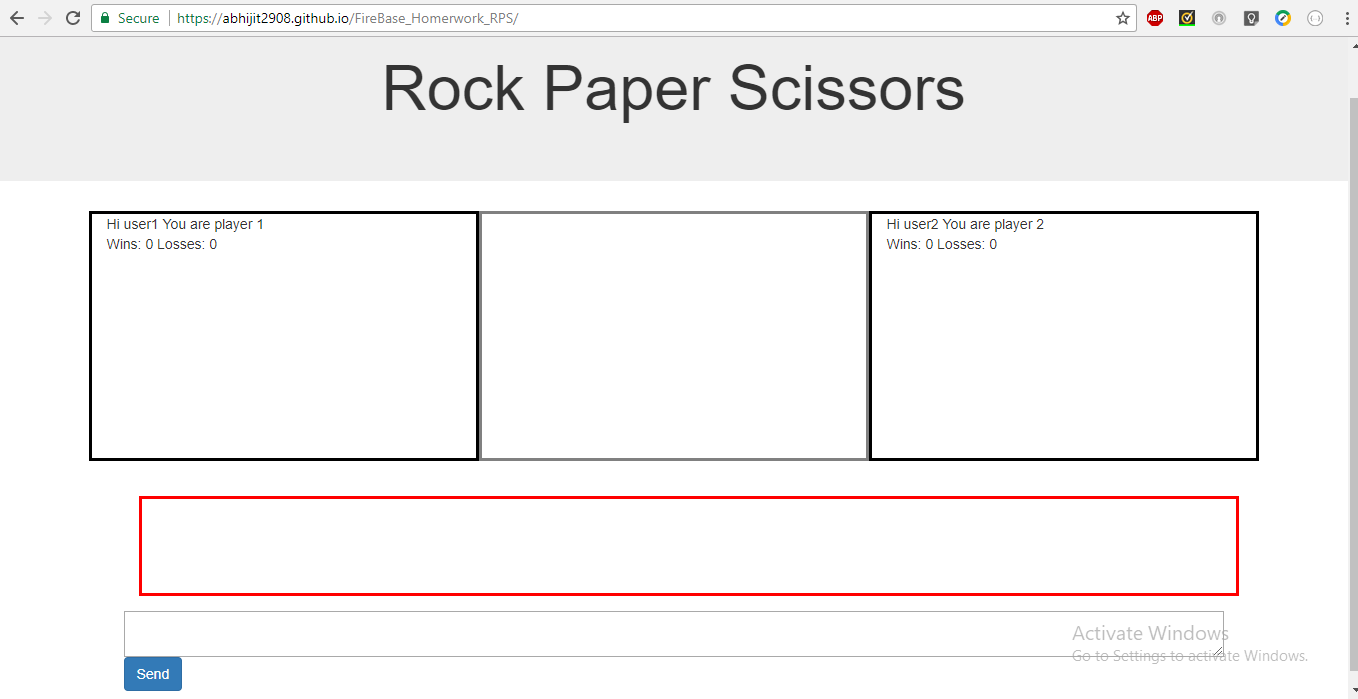 Secure https://abhijit2908.github.io/FireBase_Homerwork_RPS/
ABP
Rock Paper Scissors
Hi user1 You are player 1
Wins: 0 Losses: 0
Hi user2 You are player 2
Wins: 0 Losses: 0
Send
Activate Windows
Go to Settings to activate Windows.